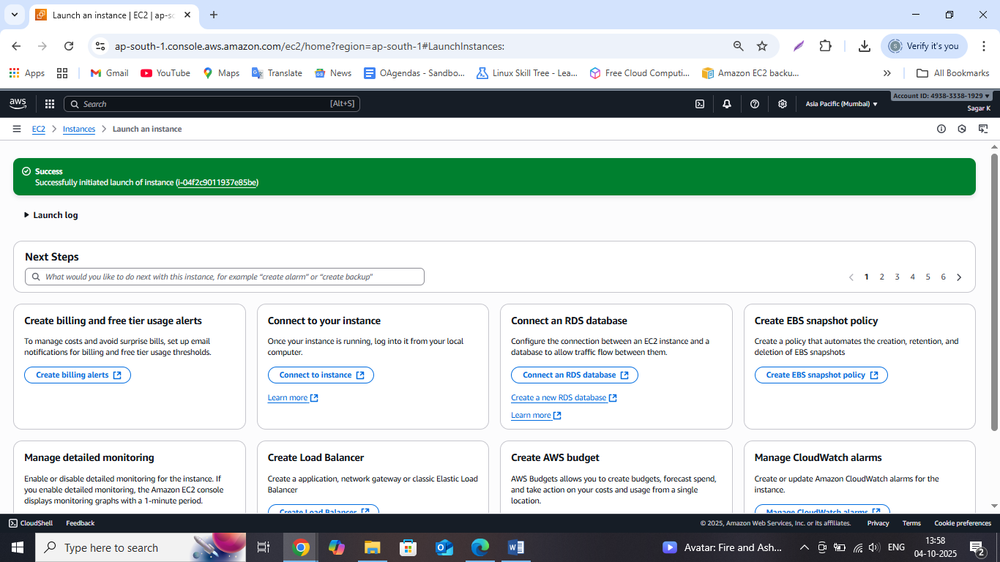 Launch an instance | EC2 | ap-so
ap-south-1.console.aws.amazon.com/ec2/home?region=ap-south-1#LaunchInstances:
Verify it's you
Apps
Gmail
YouTube
Maps
Translate
News
OAgendas - Sandbo...
Linux Skill Tree - Lea...
Free Cloud Computi...
Amazon EC2 backu...
All Bookmarks
aws
Search
[Alt+S]
Asia Pacific (Mumbai)
Account ID: 4938-3338-1929
Sagar K
EC2
Instances
Launch an instance
Success
Successfully initiated launch of instance (i-04f2c9011937e85be)
Launch log
Next Steps
What would you like to do next with this instance, for example “create alarm” or “create backup”
1 2 3 4 5 6
Create billing and free tier usage alerts
To manage costs and avoid surprise bills, set up email
notifications for billing and free tier usage thresholds.
Create billing alerts
Connect to your instance
Once your instance is running, log into it from your local
computer.
Connect to instance
Learn more
Connect an RDS database
Configure the connection between an EC2 instance and a
database to allow traffic flow between them.
Connect an RDS database
Create a new RDS database
Learn more
Create EBS snapshot policy
Create a policy that automates the creation, retention, and
deletion of EBS snapshots
Create EBS snapshot policy
Manage detailed monitoring
Enable or disable detailed monitoring for the instance. If
you enable detailed monitoring, the Amazon EC2 console
displays monitoring graphs with a 1-minute period.
Create Load Balancer
Create a application, network gateway or classic Elastic Load
Balancer
Create Load Balancer
Create AWS budget
AWS Budgets allows you to create budgets, forecast spend,
and take action on your costs and usage from a single
location.
Manage CloudWatch alarms
Create or update Amazon CloudWatch alarms for the
instance.
Manage CloudWatch alarms
CloudShell
Feedback
© 2025, Amazon Web Services, Inc. or its affiliates.
Privacy
Terms
Cookie preferences
Type here to search
Avatar: Fire and Ash...
ENG
13:58
04-10-2025
2